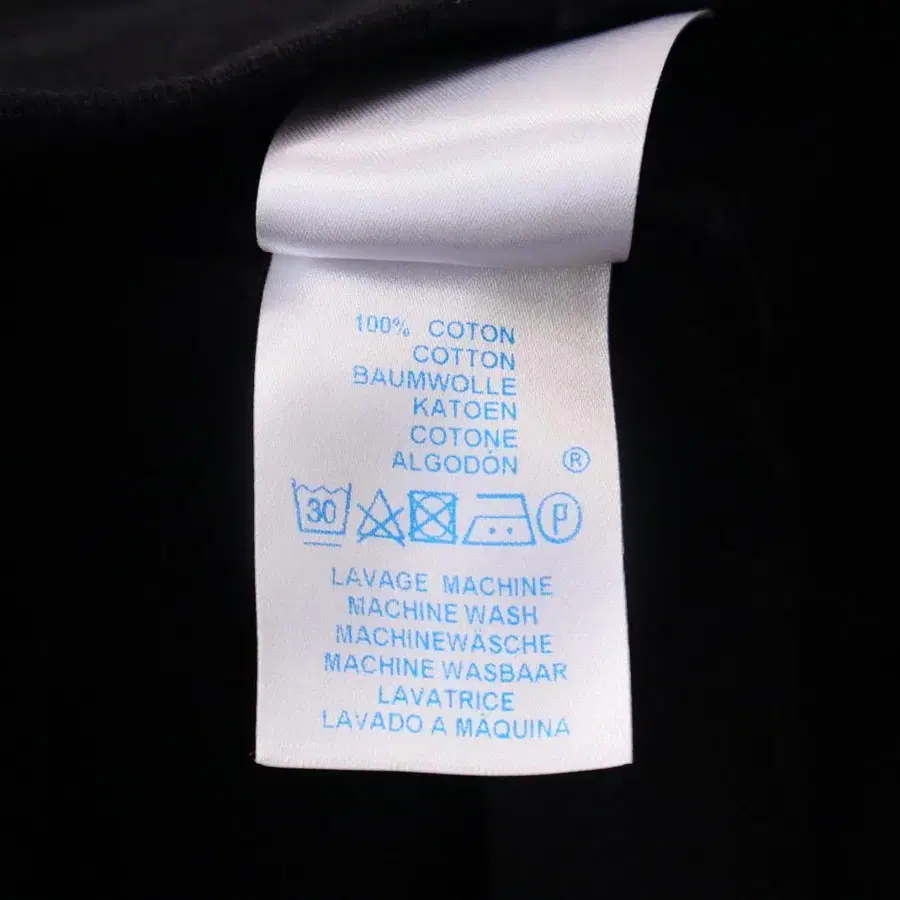 100% COTON
COTTON
BAUMWOLLE
KATOEN
COTONE
ALGODÓN ®
30 P
LAVAGE MACHINE
MACHINE WASH
MACHINEWÄSCHE
MACHINE WASBAAR
LAVATRICE
LAVADO A MÁQUINA